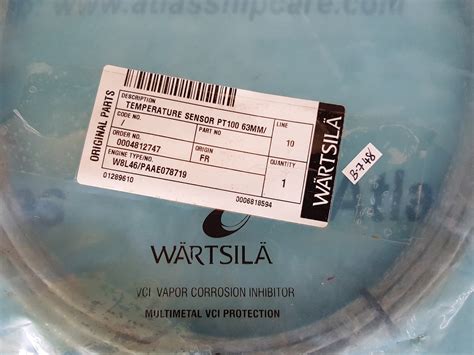 www.atlasshipcare.com
ORIGINAL PARTS
DESCRIPTION
TEMPERATURE SENSOR PT100 63MM/
CODE NO.
/
PART NO
LINE
10
ORDER NO.
0004812747
ORIGIN
FR
QUANTITY
1
ENGINE TYPE/NO.
W8L46/PAAE078719
01289610
0006818594
WÄRTSILÄ
B-748
WÄRTSILÄ
VCI VAPOR CORROSION INHIBITOR
MULTIMETAL VCI PROTECTION